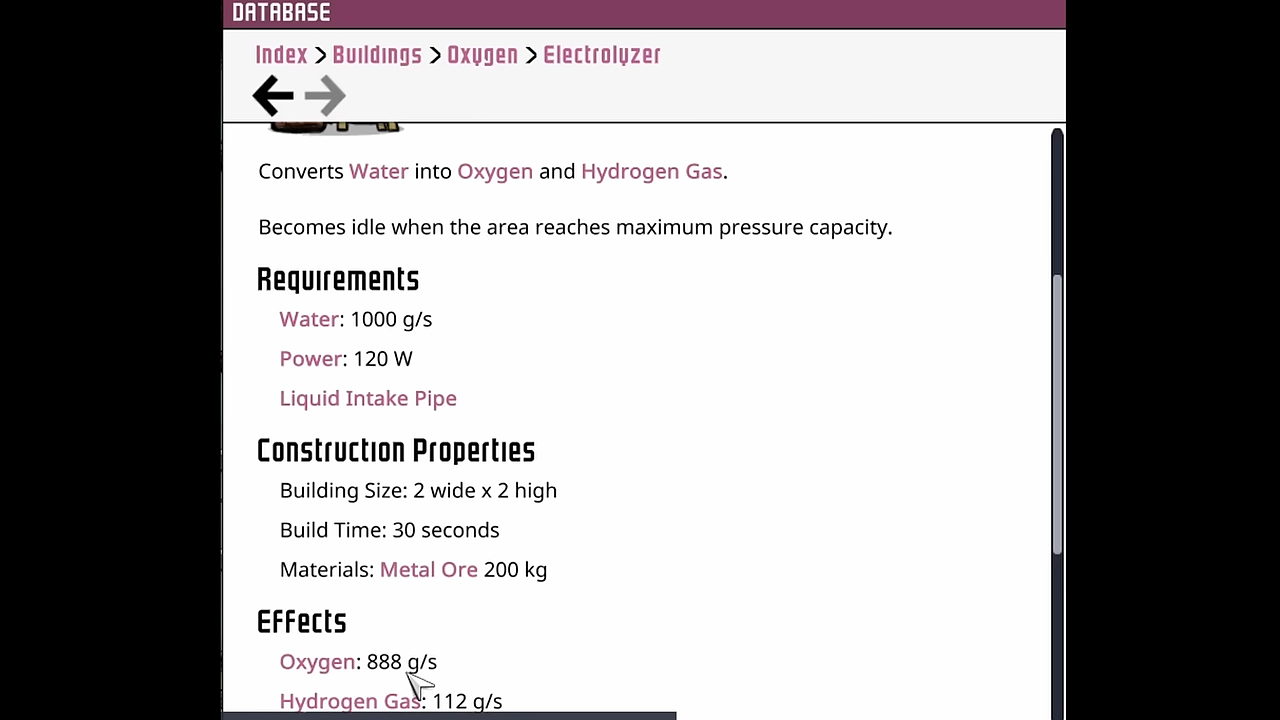 DATABASE
Index > Buildings > Oxygen > Electrolyzer
Converts Water into Oxygen and Hydrogen Gas.
Becomes idle when the area reaches maximum pressure capacity.
Requirements
Water: 1000 g/s
Power: 120 W
Liquid Intake Pipe
Construction Properties
Building Size: 2 wide x 2 high
Build Time: 30 seconds
Materials: Metal Ore 200 kg
Effects
Oxygen: 888 g/s
Hydrogen Gas: 112 g/s